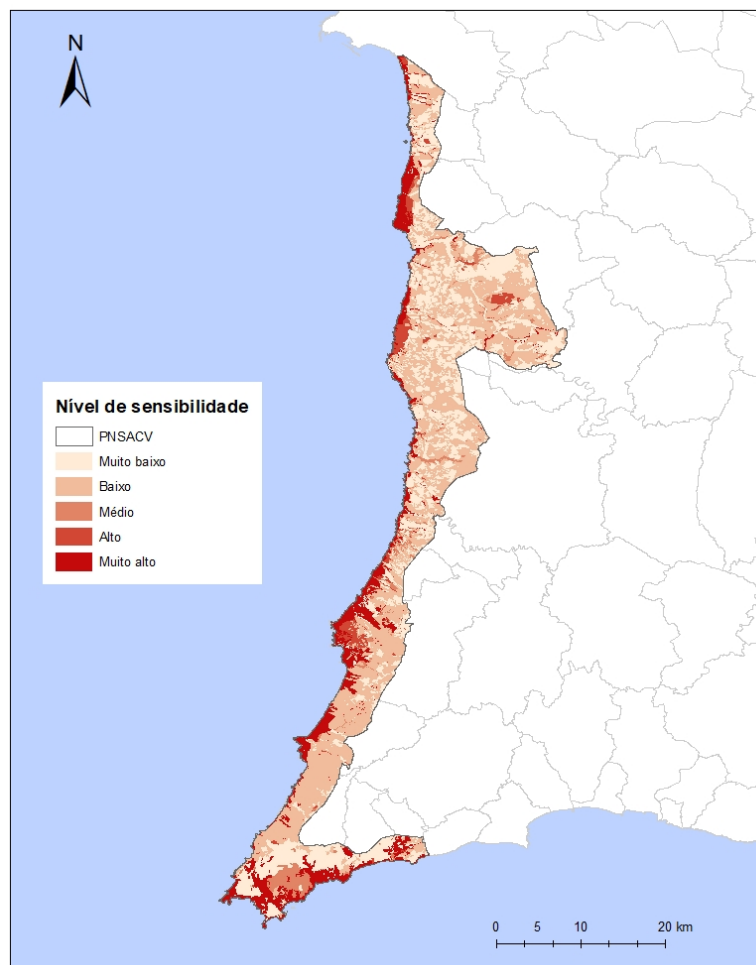 N
Nível de sensibilidade
PNSACV
Muito baixo
Baixo
Médio
Alto
Muito alto
0 5 10 20 km